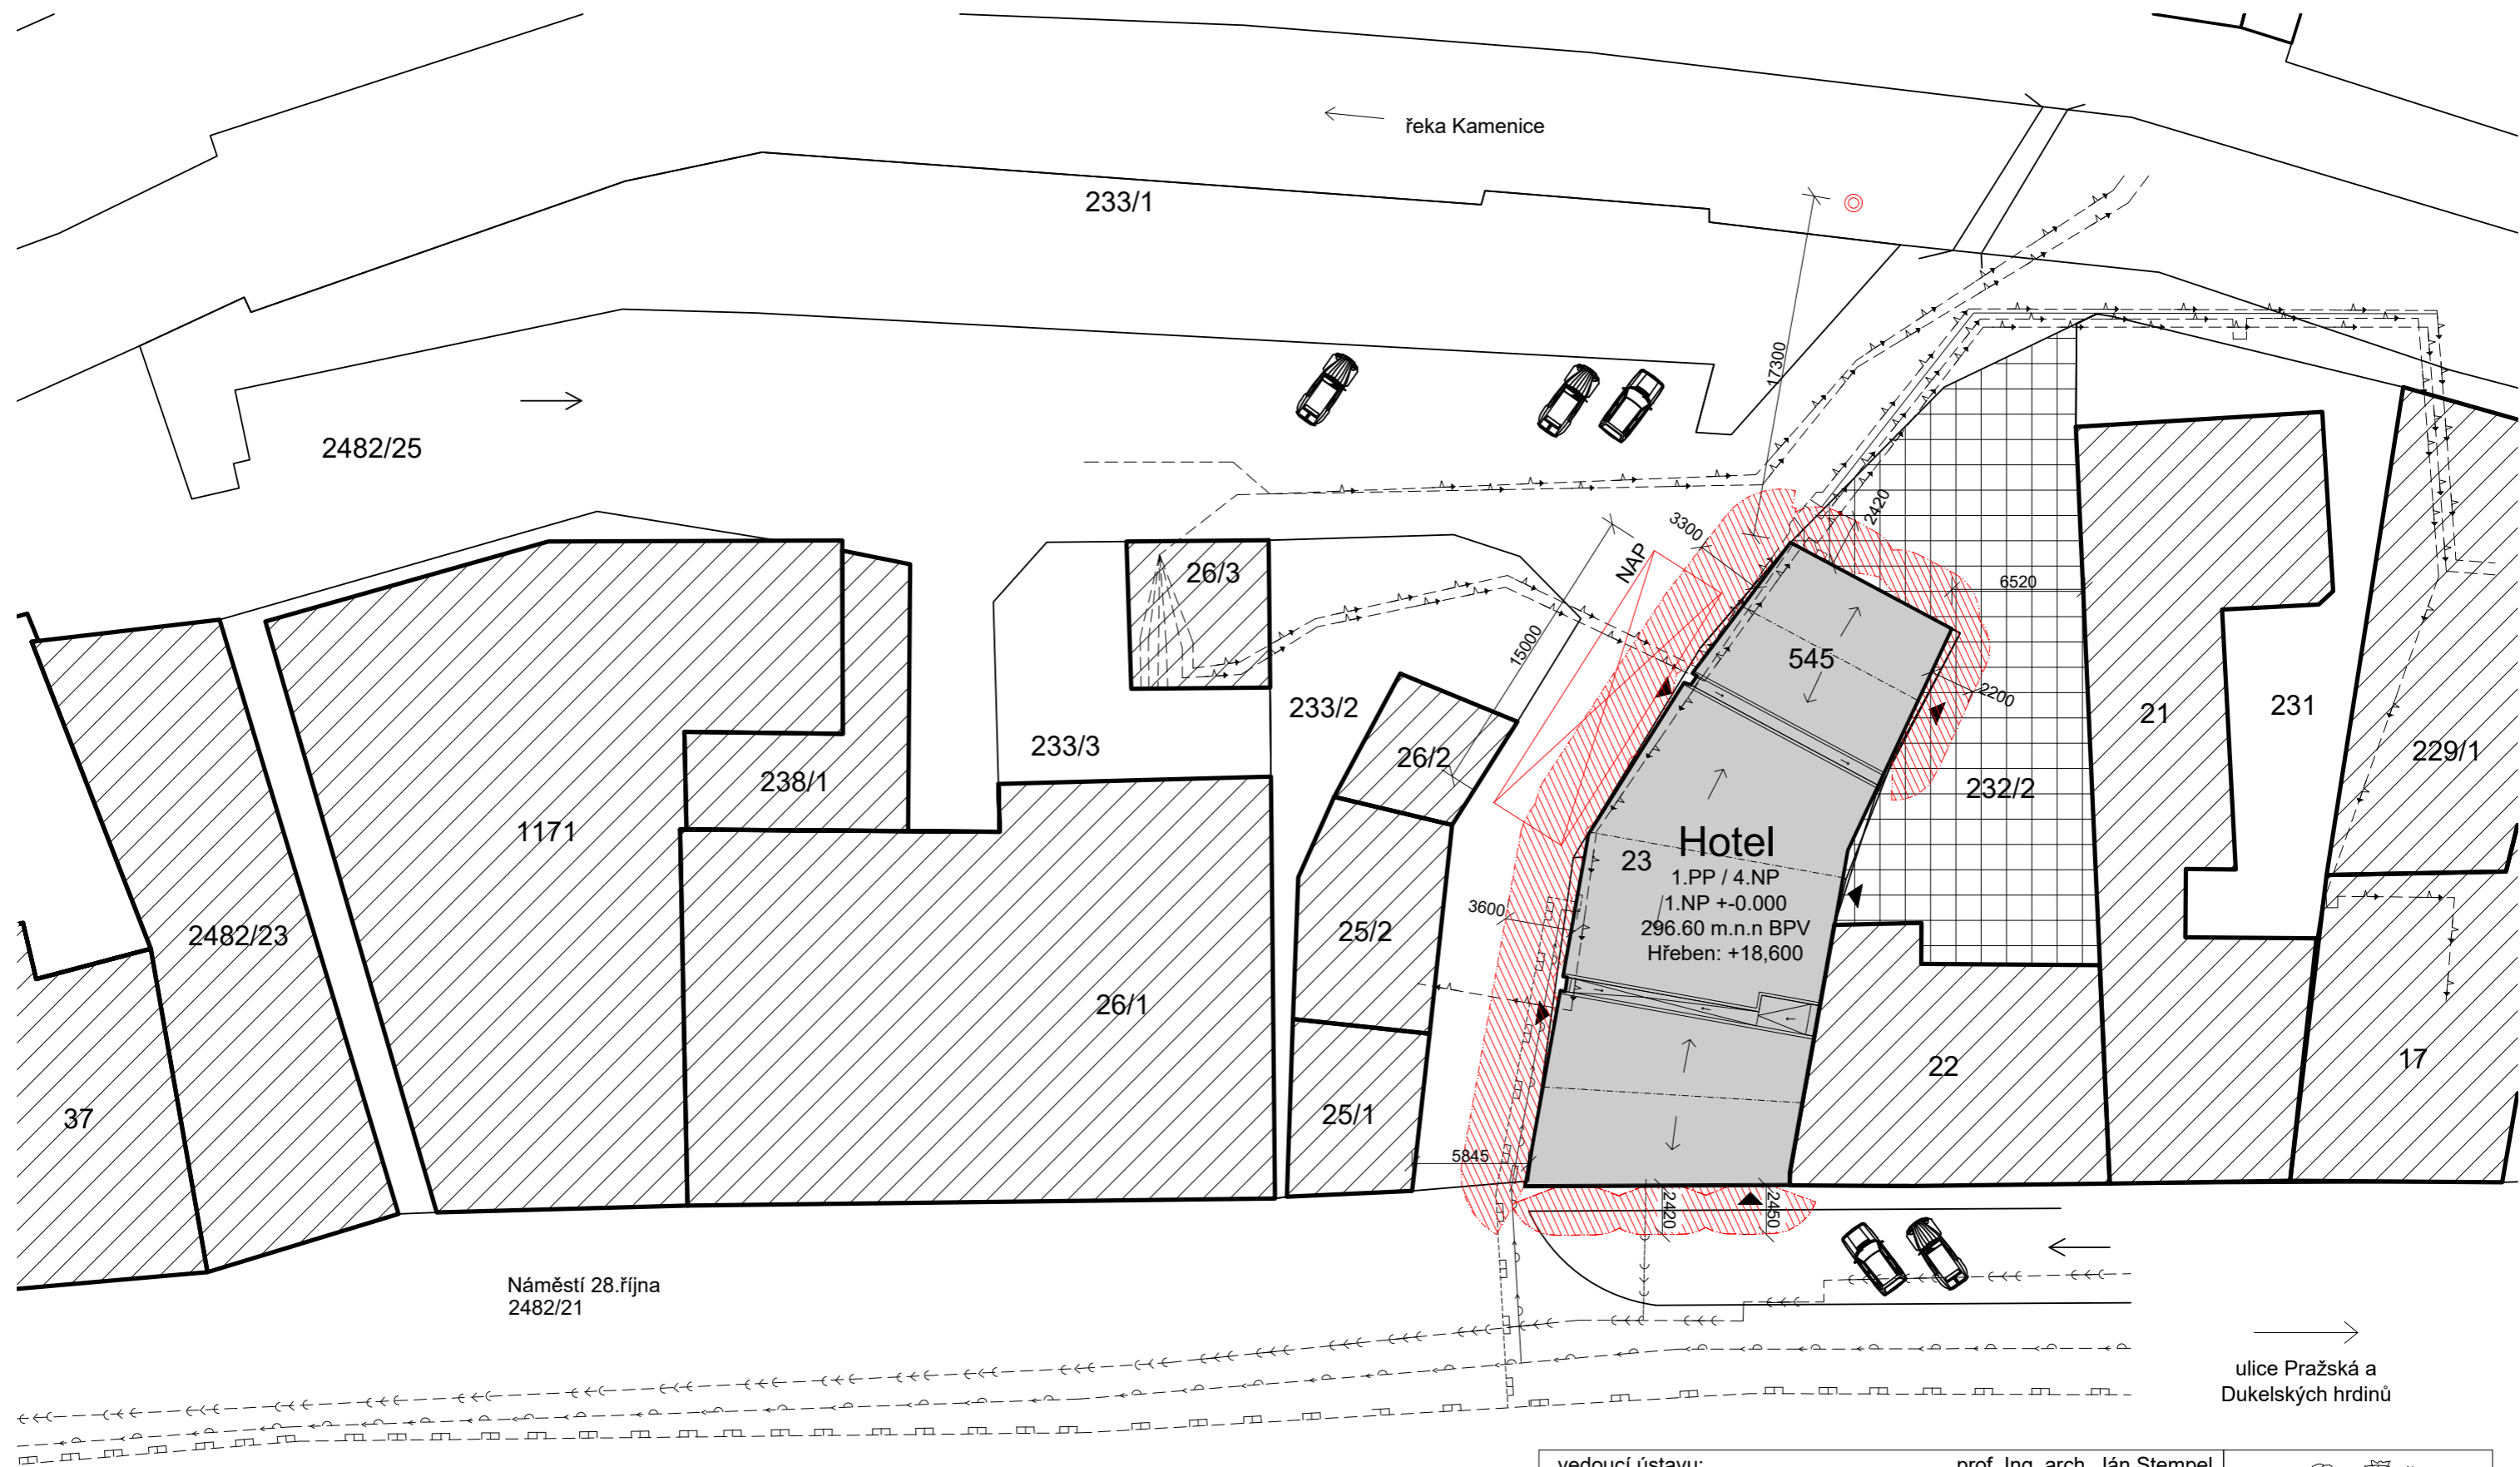 řeka Kamenice
233/1
17300
2482/25
3300
2420
NAP
26/3
6520
15000
545
2200
233/2
21
231
233/3
26/2
229/1
238/1
232/2
1171
Hotel
23
1.PP / 4.NP
1.NP +-0.000
296.60 m.n.n BPV
Hřeben: +18,600
3600
25/2
2482/23
26/1
22
17
37
25/1
5845
2420
2450
Náměstí 28.října
2482/21
ulice Pražská a
Dukelských hrdinů
vedoucí ústavu: prof. Ing. arch. Ján Stempel